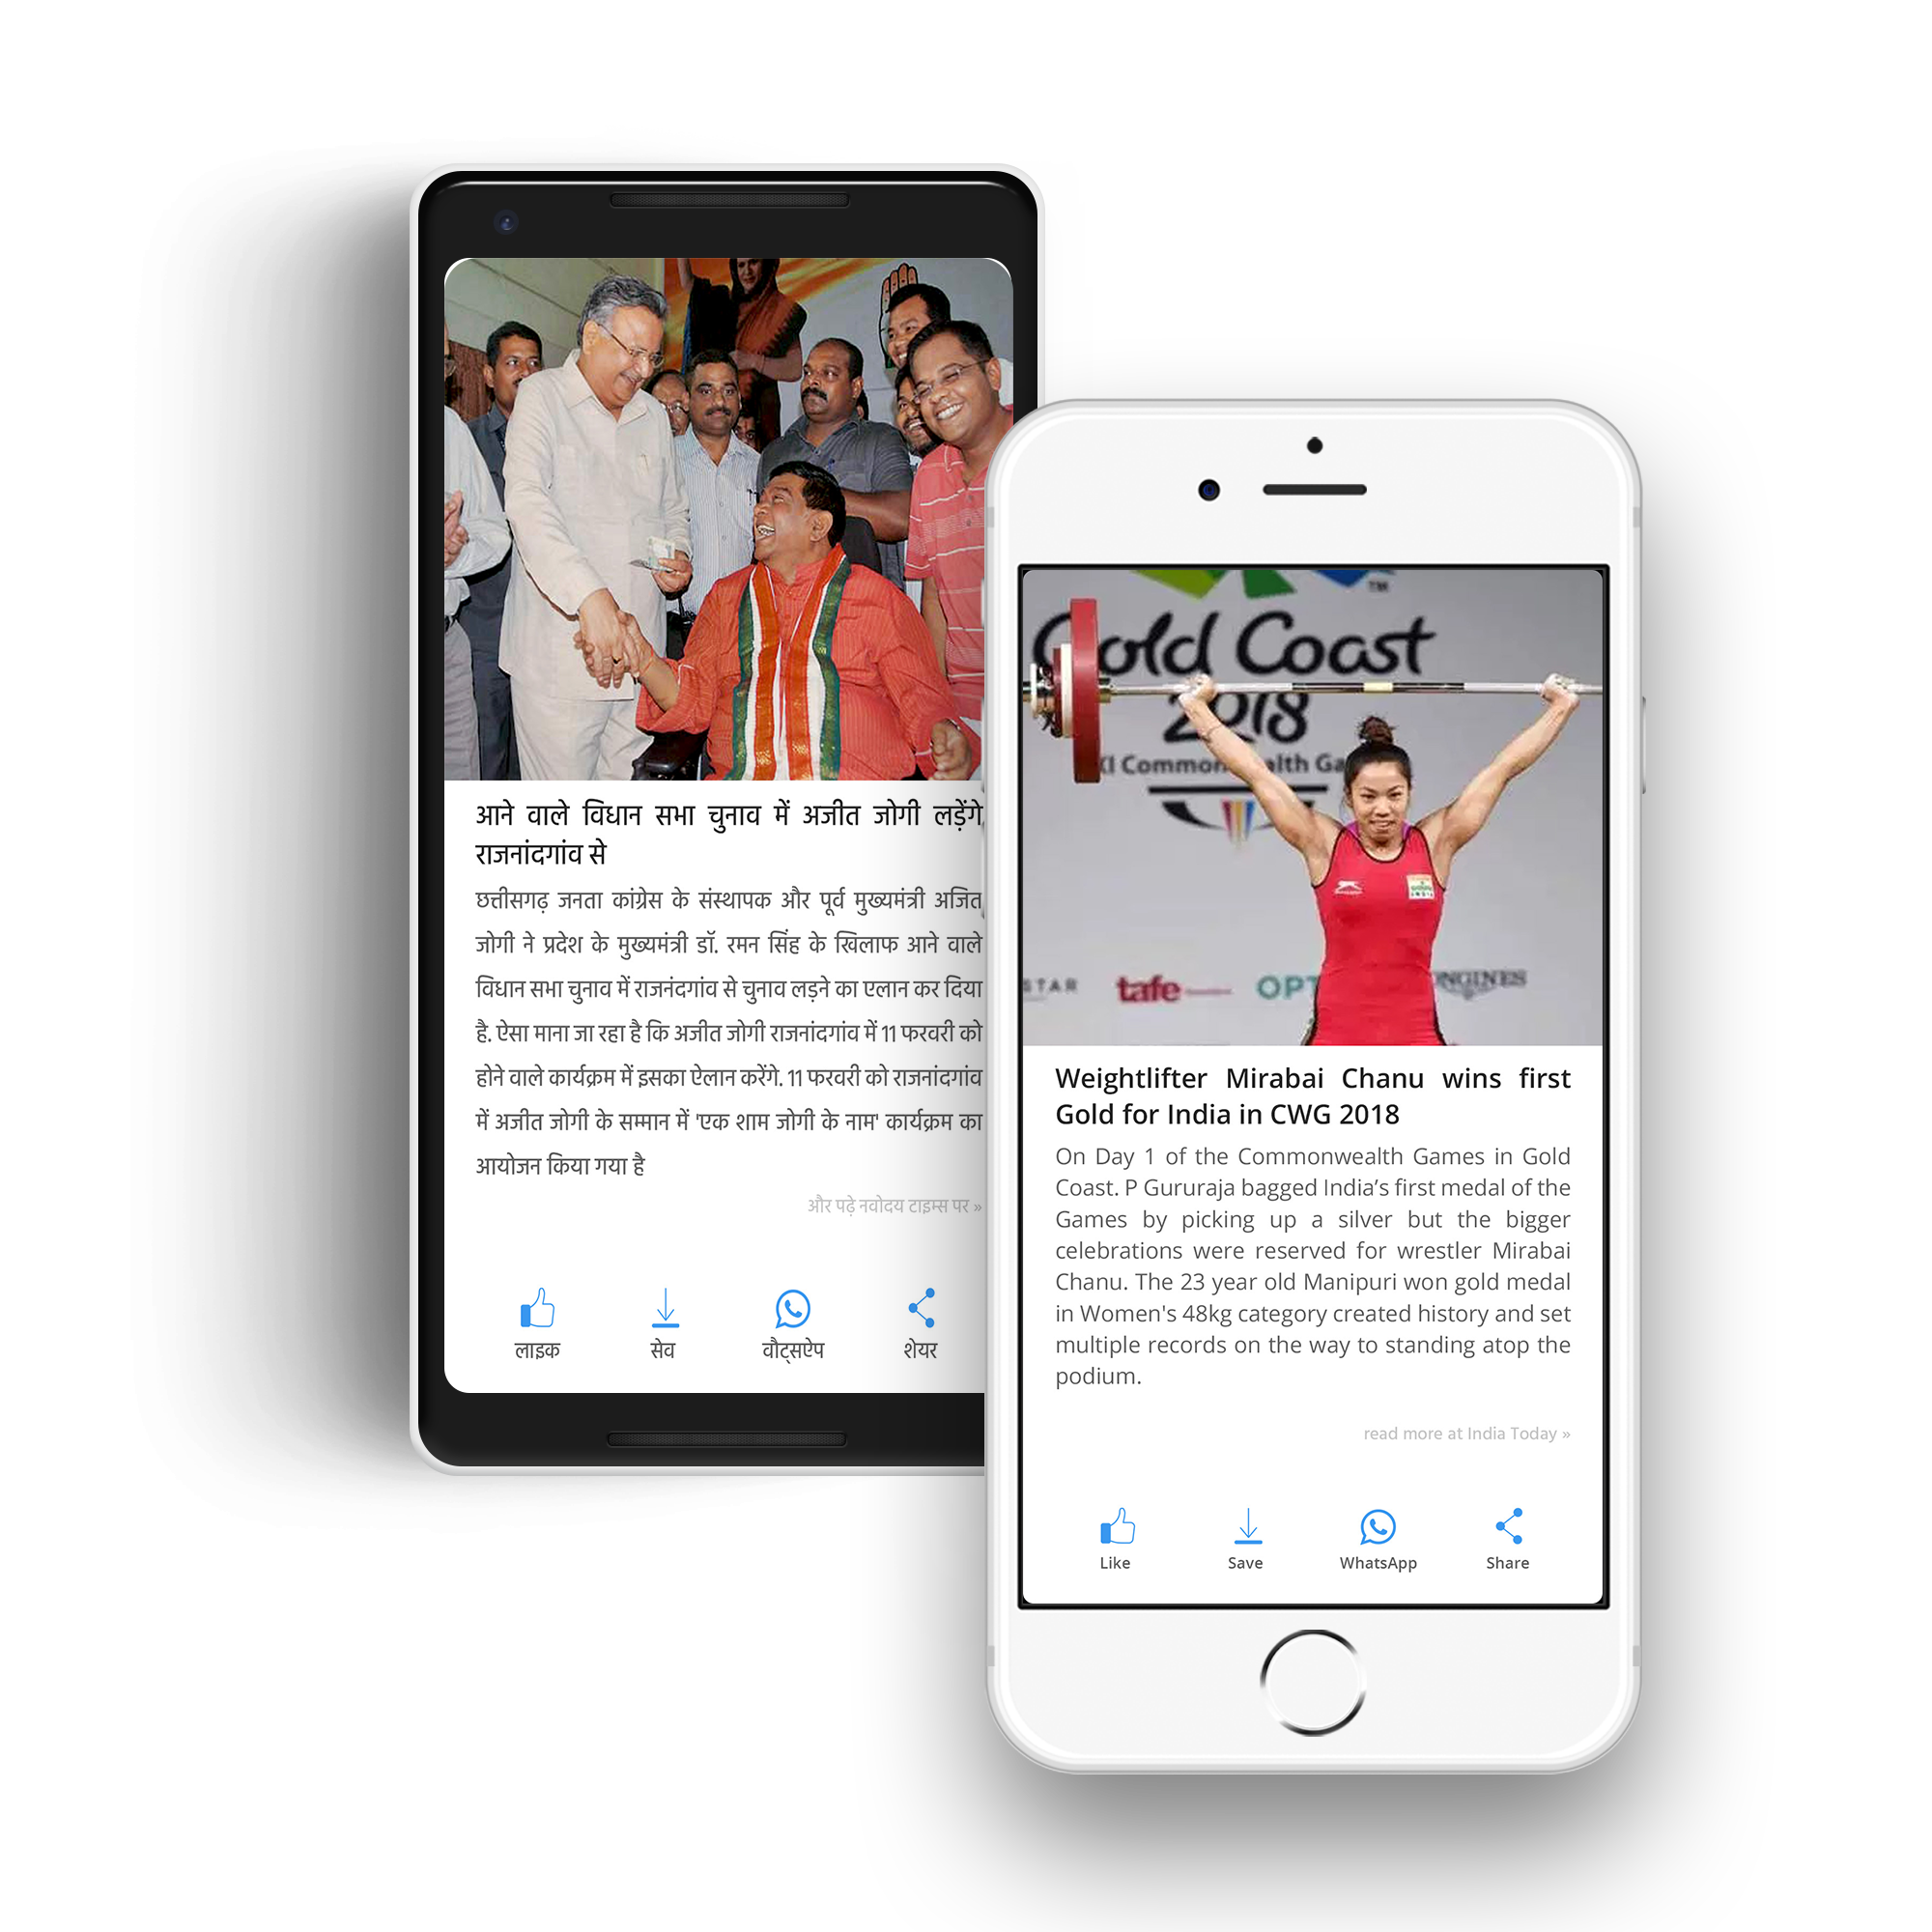 आने वाले विधान सभा चुनाव में अजीत जोगी लड़ेंगे
राजनांदगांव से
छत्तीसगढ़ जनता कांग्रेस के संस्थापक और पूर्व मुख्यमंत्री अजित
जोगी ने प्रदेश के मुख्यमंत्री डॉ. रमन सिंह के खिलाफ आने वाले
विधान सभा चुनाव में राजनंदगांव से चुनाव लड़ने का एलान कर दिया
है. ऐसा माना जा रहा है कि अजीत जोगी राजनांदगांव में 11 फरवरी को
होने वाले कार्यक्रम में इसका ऐलान करेंगे. 11 फरवरी को राजनांदगांव
में अजीत जोगी के सम्मान में 'एक शाम जोगी के नाम' कार्यक्रम का
आयोजन किया गया है
और पढ़े नवोदय टाइम्स पर »
लाइक सेव वौट्सऐप शेयर
TM
Gold Coast
2018
XI Commonwealth Ga
STAR tafe OPT NGINES
INDIA
Weightlifter Mirabai Chanu wins first
Gold for India in CWG 2018
On Day 1 of the Commonwealth Games in Gold
Coast. P Gururaja bagged India’s first medal of the
Games by picking up a silver but the bigger
celebrations were reserved for wrestler Mirabai
Chanu. The 23 year old Manipuri won gold medal
in Women's 48kg category created history and set
multiple records on the way to standing atop the
podium.
read more at India Today »
Like Save WhatsApp Share